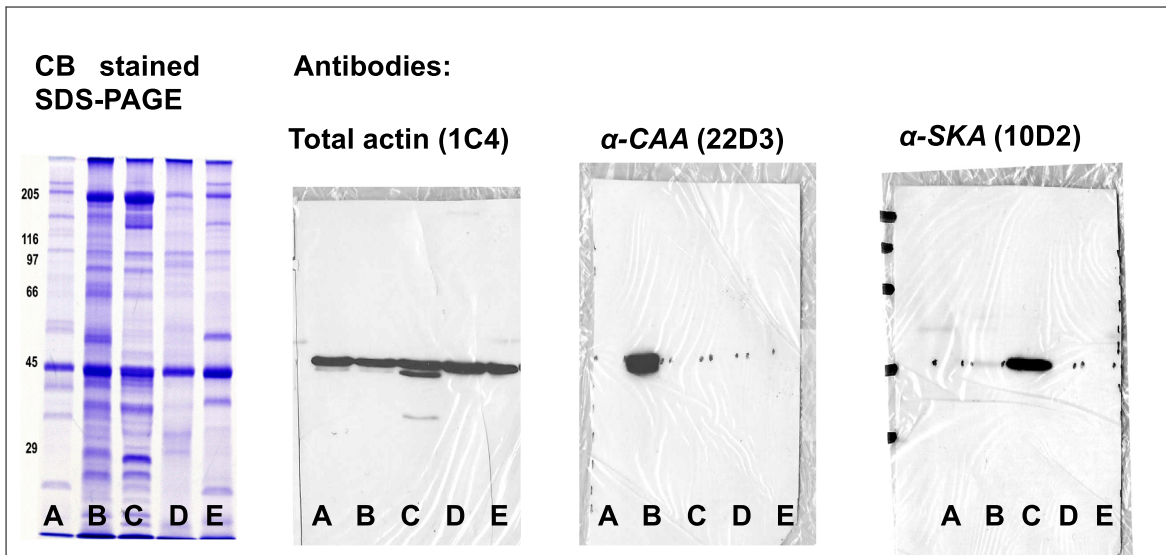 CB stained
SDS-PAGE
Antibodies:
Total actin (1C4)
α-CAA (22D3)
α-SKA (10D2)
205
116
97
66
45
29
A B C D E
A B C D E
A B C D E
A B C D E